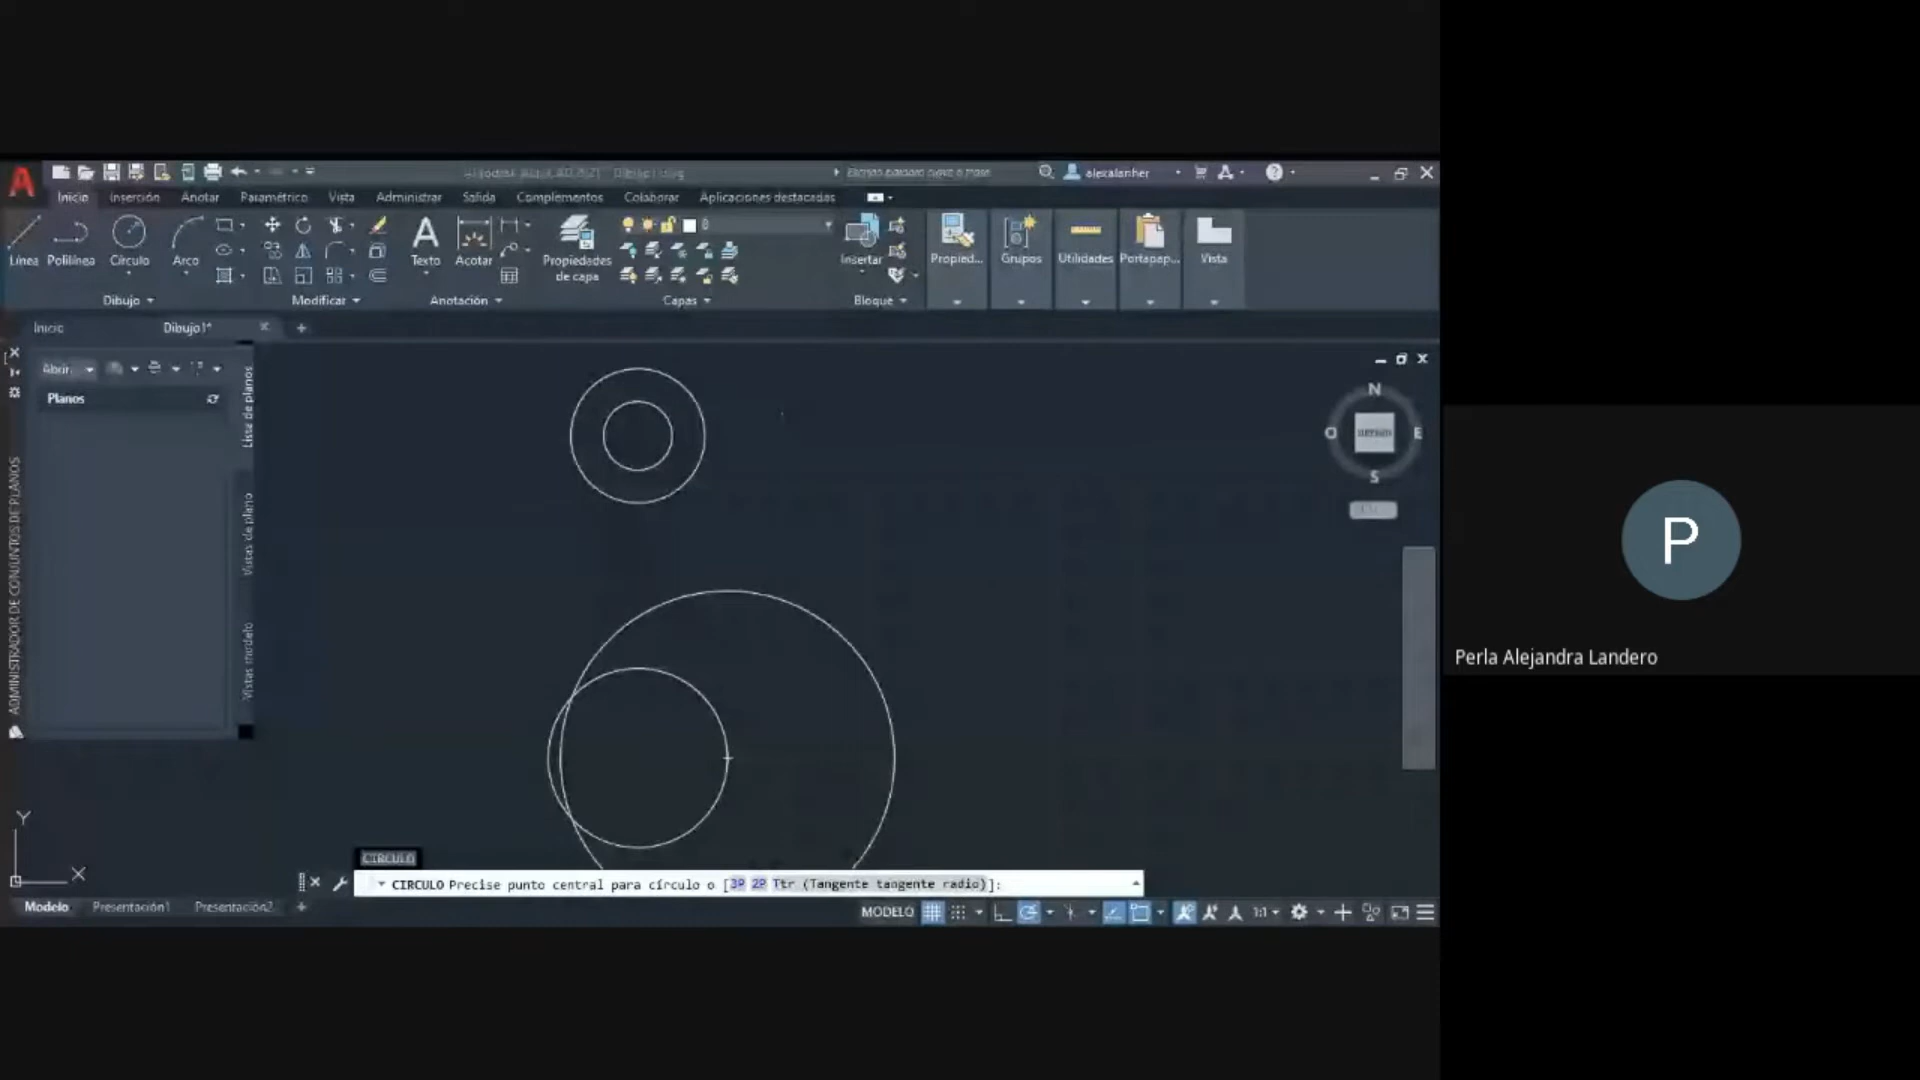 alexalanher
Inicio Inserción Anotar Paramétrico Vista Administrar Salida Complementos Colaborar Aplicaciones destacadas
0
Línea Polilínea Círculo Arco Texto Acotar Propiedades de capa Insertar Propied... Grupos Utilidades Portapap... Vista
Dibujo Modificar Anotación Capas Bloque
Inicio Dibujo1*
Abrir...
Planos
Lista de planos
Vistas de plano
Vistas modelo
ADMINISTRADOR DE CONJUNTOS DE PLANOS
N
O E
S
P
Perla Alejandra Landero
Y
X
CIRCULO
CIRCULO Precise punto central para círculo o [3P 2P Ttr (Tangente tangente radio)]:
Modelo Presentación1 Presentación2
MODELO 1:1